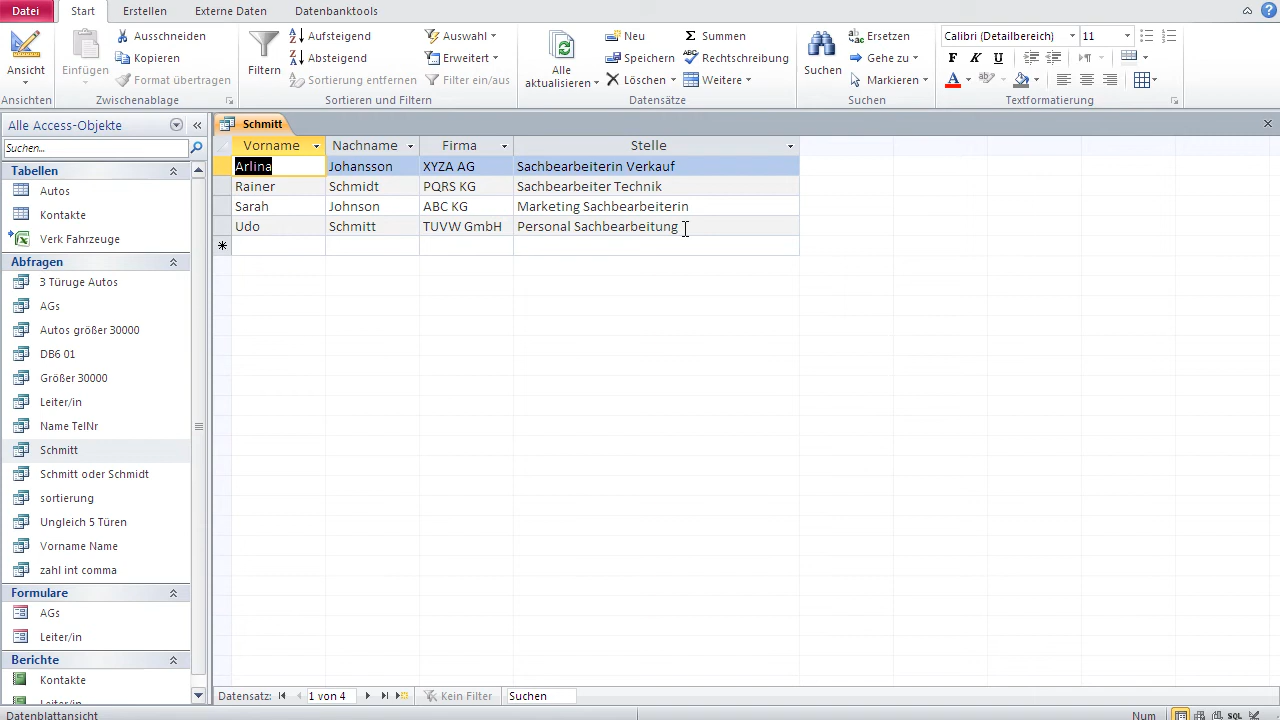 Datei Start Erstellen Externe Daten Datenbanktools
Ausschneiden Aufsteigend Auswahl Neu Summen Ersetzen Calibri (Detailbereich) 11
Kopieren Absteigend Erweitert Speichern Rechtschreibung Gehe zu F K U
Ansicht Einfügen Format übertragen Filtern Sortierung entfernen Filter ein/aus Alle aktualisieren Löschen Weitere Suchen Markieren A ab
Ansichten Zwischenablage Sortieren und Filtern Datensätze Suchen Textformatierung
Alle Access-Objekte « Schmitt
Suchen... Vorname Nachname Firma Stelle
Tabellen Arlina Johansson XYZA AG Sachbearbeiterin Verkauf
Autos Rainer Schmidt PQRS KG Sachbearbeiter Technik
Kontakte Sarah Johnson ABC KG Marketing Sachbearbeiterin
Verk Fahrzeuge Udo Schmitt TUVW GmbH Personal Sachbearbeitung
Abfragen
3 Türuge Autos
AGs
Autos größer 30000
DB6 01
Größer 30000
Leiter/in
Name TelNr
Schmitt
Schmitt oder Schmidt
sortierung
Ungleich 5 Türen
Vorname Name
zahl int comma
Formulare
AGs
Leiter/in
Berichte
Kontakte
Leiter/in
Datensatz: 1 von 4 Kein Filter Suchen
Datenblattansicht Num SQL